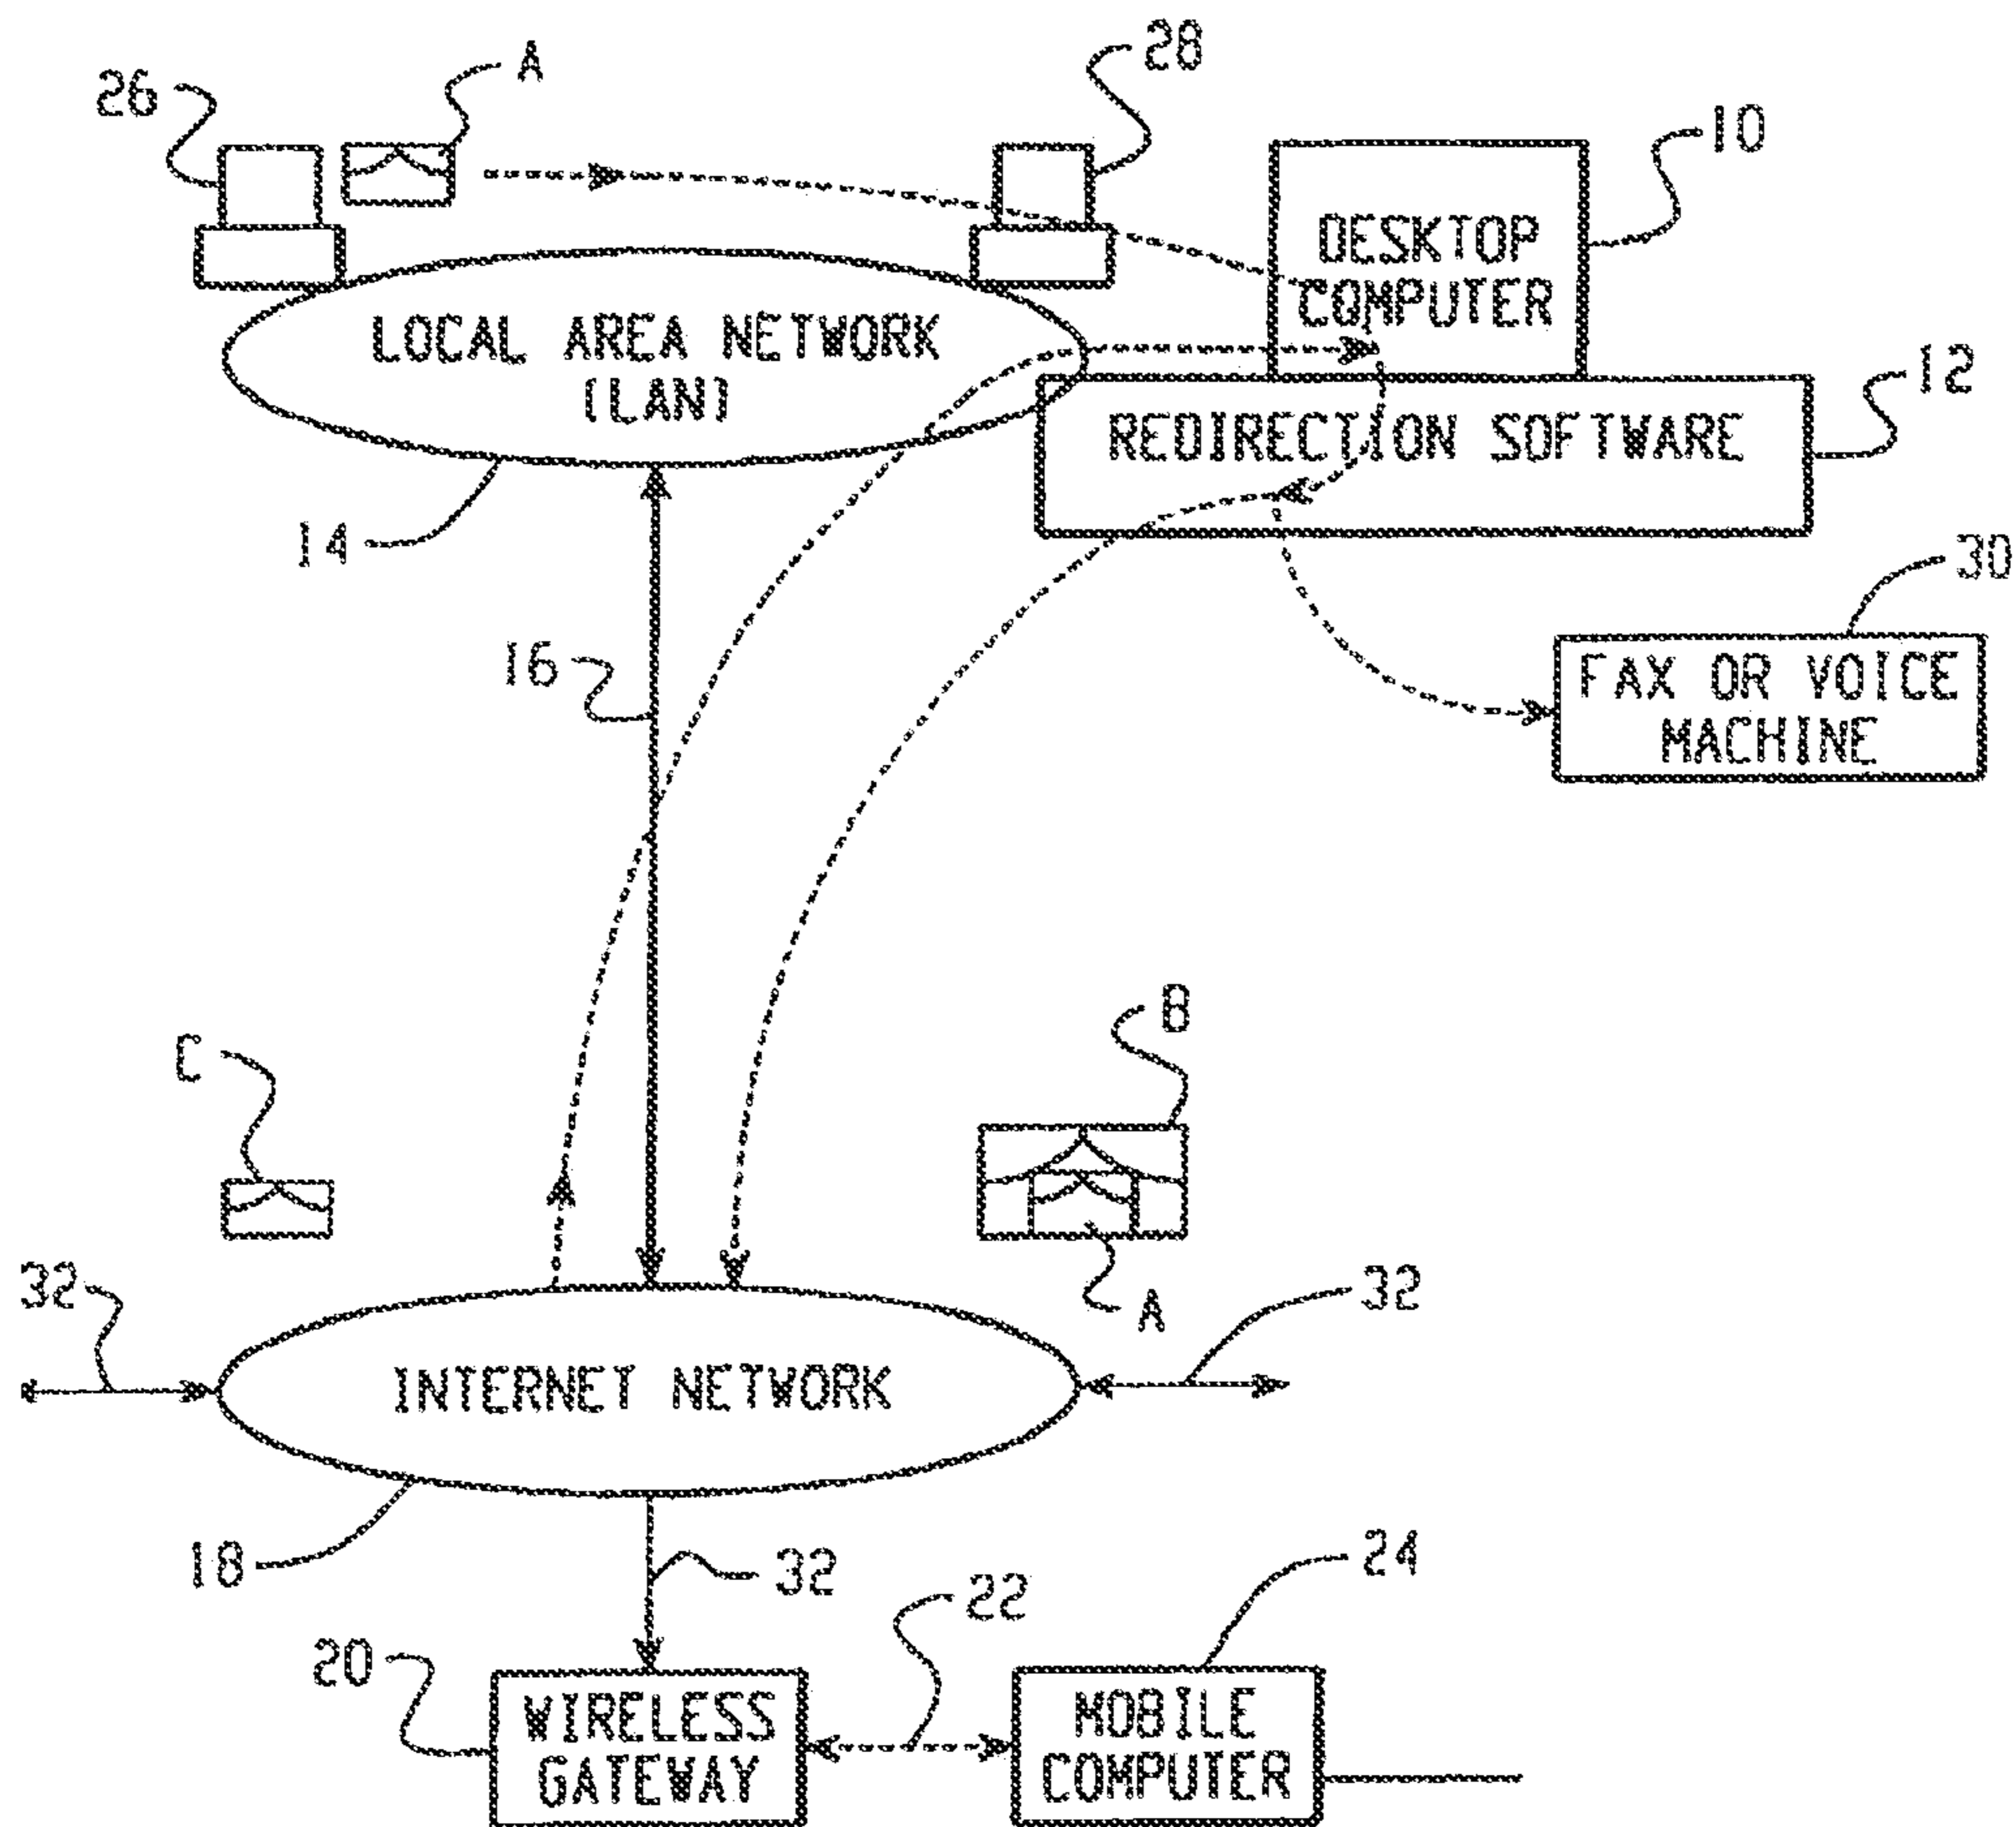 26
A
28
10
DESKTOP
COMPUTER
LOCAL AREA NETWORK
(LAN)
12
REDIRECTION SOFTWARE
14
30
16
FAX OR VOICE
MACHINE
C
B
A
32
32
INTERNET NETWORK
18
32
22
24
20
WIRELESS
GATEWAY
MOBILE
COMPUTER